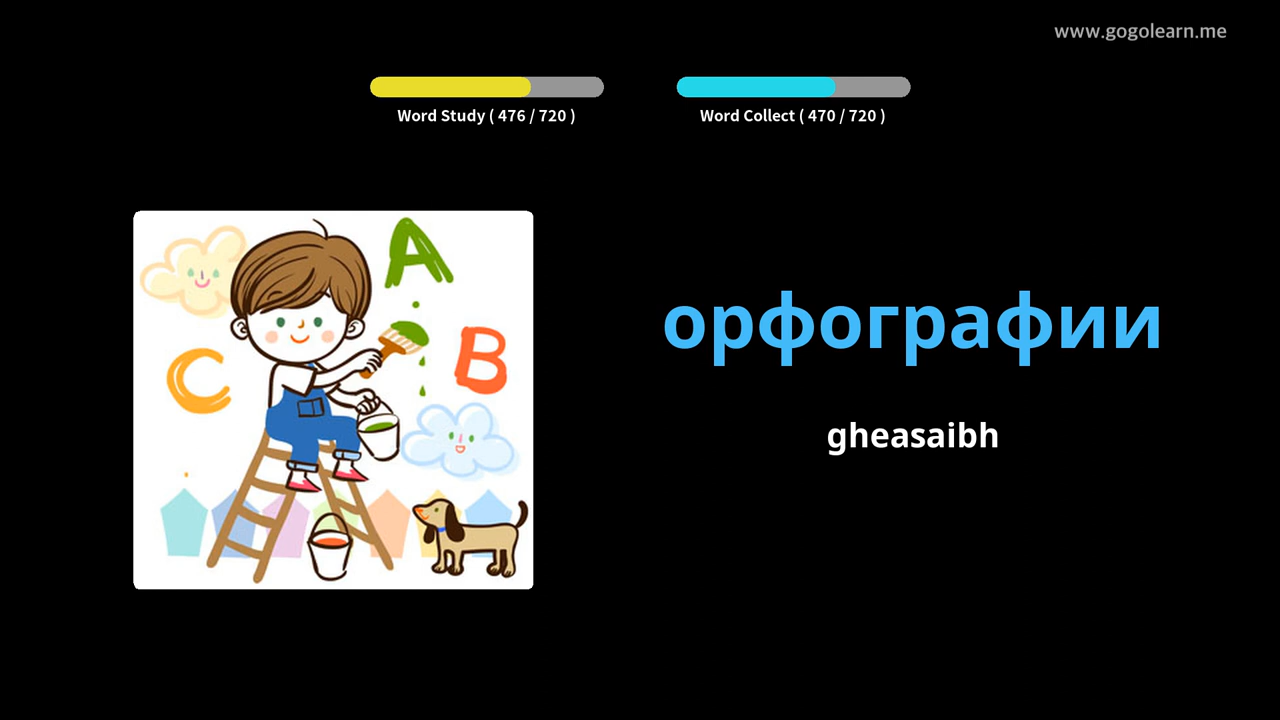 www.gogolearn.me
Word Study ( 476 / 720 )
Word Collect ( 470 / 720 )
A
B
C
орфографии
gheasaibh